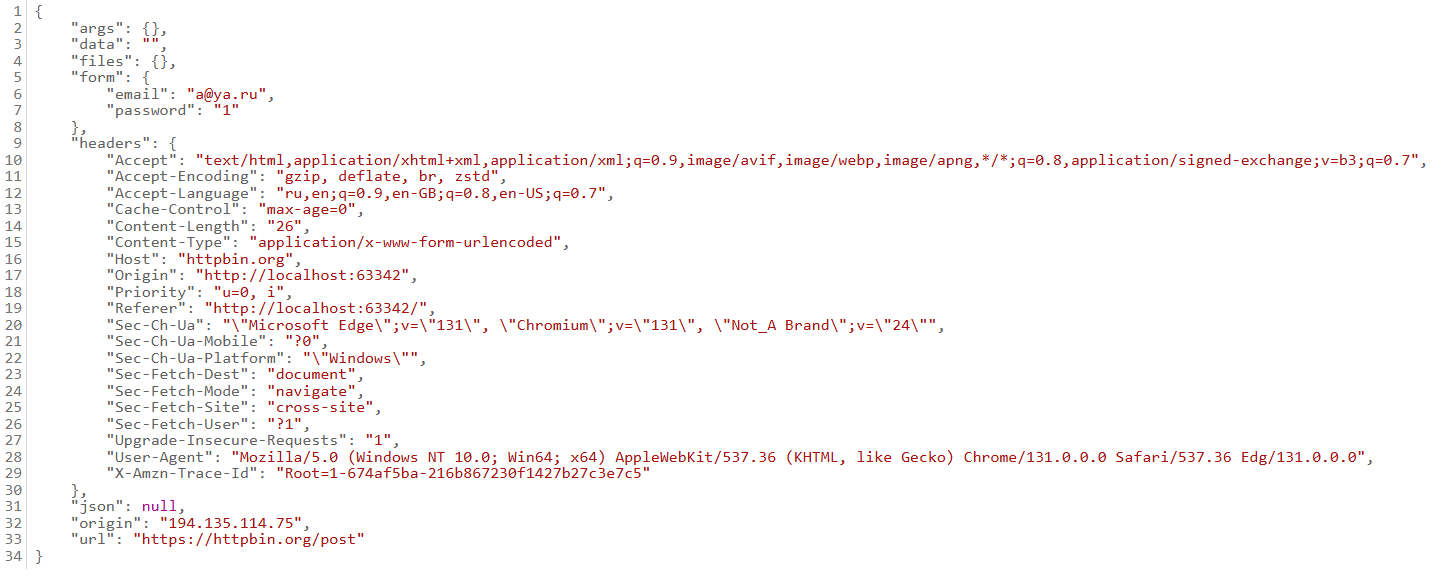 1 {
2     "args": {},
3     "data": "",
4     "files": {},
5     "form": {
6         "email": "a@ya.ru",
7         "password": "1"
8     },
9     "headers": {
10         "Accept": "text/html,application/xhtml+xml,application/xml;q=0.9,image/avif,image/webp,image/apng,*/*;q=0.8,application/signed-exchange;v=b3;q=0.7",
11         "Accept-Encoding": "gzip, deflate, br, zstd",
12         "Accept-Language": "ru,en;q=0.9,en-GB;q=0.8,en-US;q=0.7",
13         "Cache-Control": "max-age=0",
14         "Content-Length": "26",
15         "Content-Type": "application/x-www-form-urlencoded",
16         "Host": "httpbin.org",
17         "Origin": "http://localhost:63342",
18         "Priority": "u=0, i",
19         "Referer": "http://localhost:63342/",
20         "Sec-Ch-Ua": "\"Microsoft Edge\";v=\"131\", \"Chromium\";v=\"131\", \"Not_A Brand\";v=\"24\"",
21         "Sec-Ch-Ua-Mobile": "?0",
22         "Sec-Ch-Ua-Platform": "\"Windows\"",
23         "Sec-Fetch-Dest": "document",
24         "Sec-Fetch-Mode": "navigate",
25         "Sec-Fetch-Site": "cross-site",
26         "Sec-Fetch-User": "?1",
27         "Upgrade-Insecure-Requests": "1",
28         "User-Agent": "Mozilla/5.0 (Windows NT 10.0; Win64; x64) AppleWebKit/537.36 (KHTML, like Gecko) Chrome/131.0.0.0 Safari/537.36 Edg/131.0.0.0",
29         "X-Amzn-Trace-Id": "Root=1-674af5ba-216b867230f1427b27c3e7c5"
30     },
31     "json": null,
32     "origin": "194.135.114.75",
33     "url": "https://httpbin.org/post"
34 }